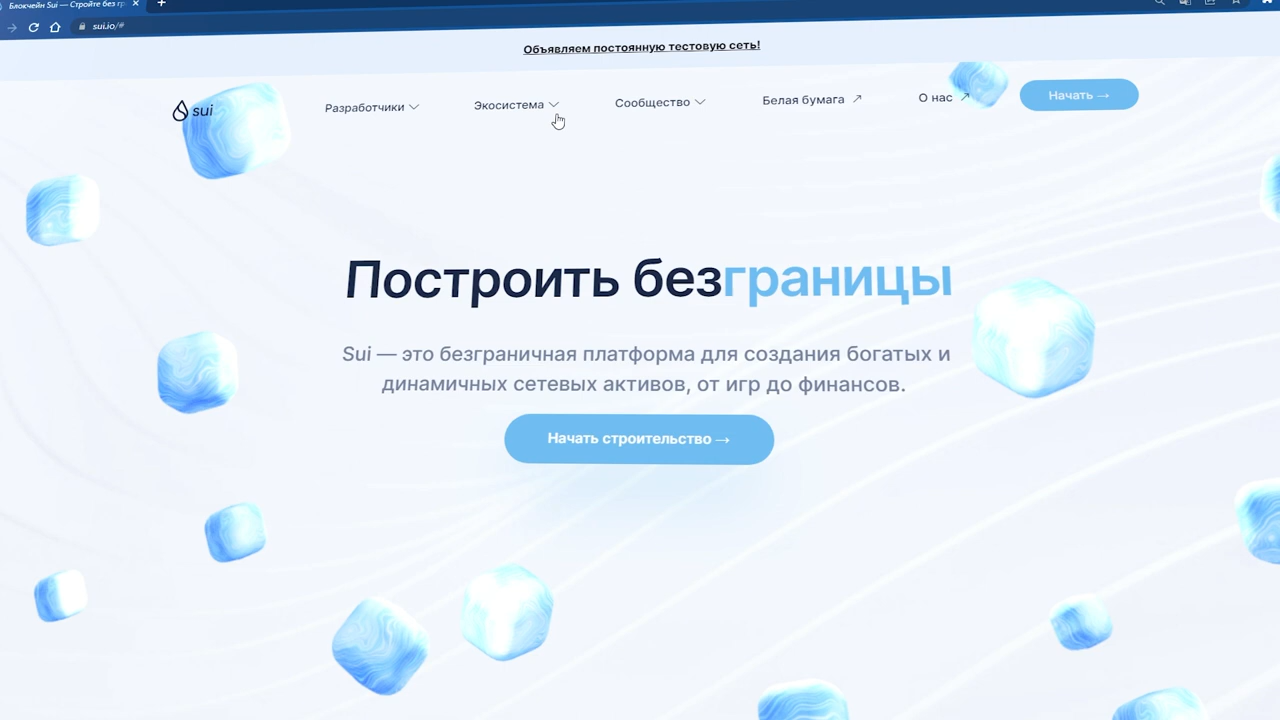 Блокчейн Sui — Стройте без гр
sui.io/#
Объявляем постоянную тестовую сеть!
sui
Разработчики
Экосистема
Сообщество
Белая бумага ↗
О нас ↗
Начать →
Построить безграницы
Sui — это безграничная платформа для создания богатых и
динамичных сетевых активов, от игр до финансов.
Начать строительство →